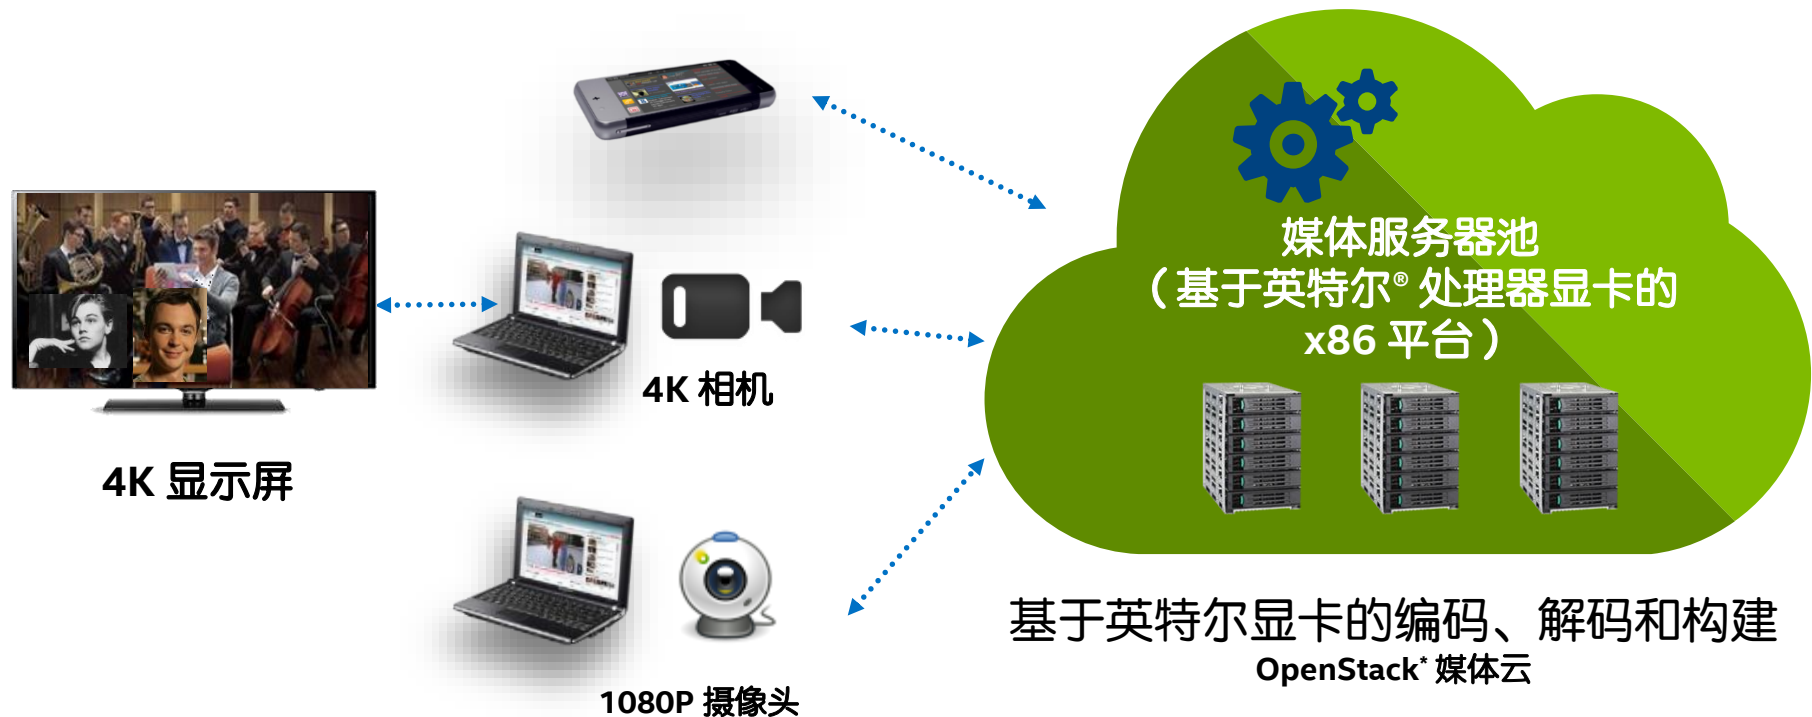 媒体服务器池
（基于英特尔® 处理器显卡的
x86 平台）
4K 相机
4K 显示屏
基于英特尔显卡的编码、解码和构建
OpenStack* 媒体云
1080P 摄像头